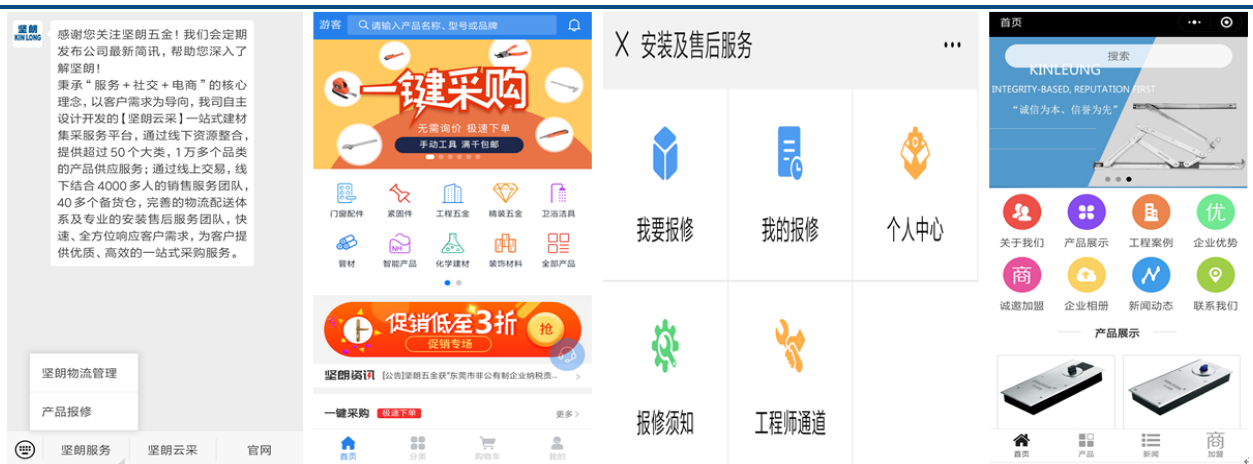 坚朗
KIN LONG
感谢您关注坚朗五金！我们会定期
发布公司最新简讯，帮助您深入了
解坚朗！
秉承“服务＋社交＋电商”的核心
理念，以客户需求为导向，我司自主
设计开发的【坚朗云采】一站式建材
集采服务平台，通过线下资源整合，
提供超过50个大类，1万多个品类
的产品供应服务；通过线上交易，线
下结合4000多人的销售服务团队，
40多个备货仓，完善的物流配送体
系及专业的安装售后服务团队，快
速、全方位响应客户需求，为客户提
供优质、高效的一站式采购服务。
坚朗物流管理
产品报修
坚朗服务 坚朗云采 官网
游客 请输入产品名称、型号或品牌
一键采购
无需询价 极速下单
手动工具 满千包邮
门窗配件 紧固件 工程五金 精装五金 卫浴洁具
NH
管材 智能产品 化学建材 装饰材料 全部产品
促销低至3折 抢
促销专场
坚朗资讯 [公告]坚朗五金获“东莞市非公有制企业纳税贡...
一键采购 极速下单 更多>
首页 分类 购物车 我的
X 安装及售后服务 ...
我要报修 我的报修 个人中心
报修须知 工程师通道
首页
搜索
KINLEUNG
INTEGRITY-BASED, REPUTATION FIRST
“诚信为本、信誉为先”
优
关于我们 产品展示 工程案例 企业优势
商
诚邀加盟 企业相册 新闻动态 联系我们
产品展示
商
首页 产品 新闻 加盟